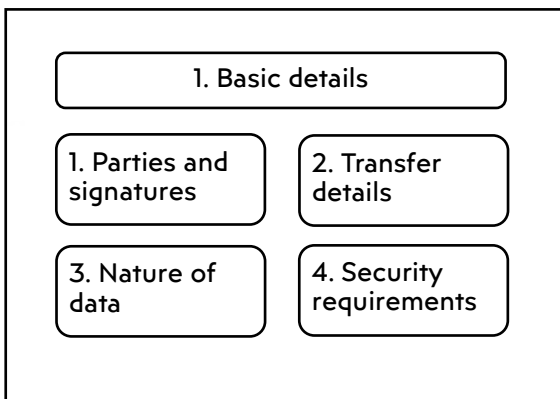 1. Basic details
1. Parties and
signatures
2. Transfer
details
3. Nature of
data
4. Security
requirements